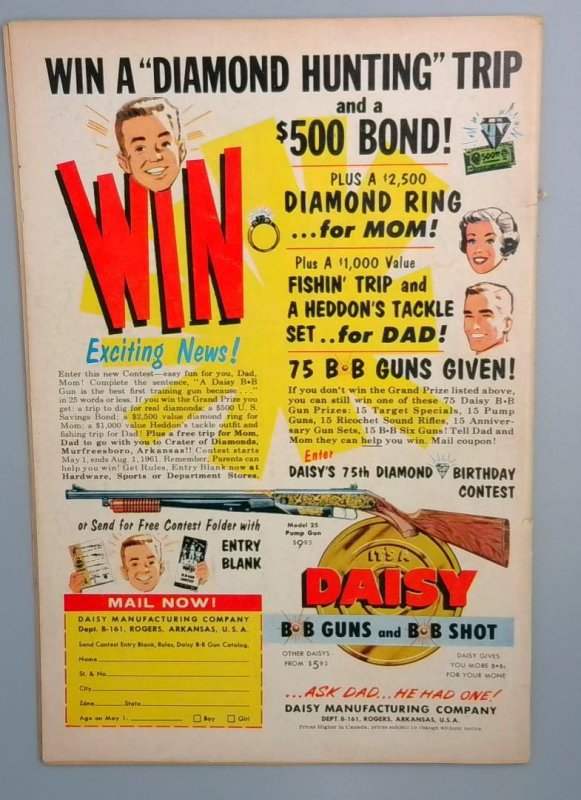 WIN A "DIAMOND HUNTING" TRIP
and a
$500 BOND!
500
WIN
PLUS A $2,500
DIAMOND RING
...for MOM!
Plus A $1,000 Value
FISHIN' TRIP and
A HEDDON'S TACKLE
SET..for DAD!
Exciting News!
Enter this new Contest—easy fun for you, Dad,
Mom! Complete the sentence, "A Daisy B•B
Gun is the best first training gun because. . ."
in 25 words or less. If you win the Grand Prize you
get: a trip to dig for real diamonds; a $500 U. S.
Savings Bond; a $2,500 value diamond ring for
Mom; a $1,000 value Heddon's tackle outfit and
fishing trip for Dad! Plus a free trip for Mom,
Dad to go with you to Crater of Diamonds,
Murfreesboro, Arkansas!! Contest starts
May 1, ends Aug. 1, 1961. Remember, Parents can
help you win! Get Rules, Entry Blank now at
Hardware, Sports or Department Stores,
75 B•B GUNS GIVEN!
If you don't win the Grand Prize listed above,
you can still win one of these 75 Daisy B•B
Gun Prizes: 15 Target Specials, 15 Pump
Guns, 15 Ricochet Sound Rifles, 15 Anniver-
sary Gun Sets, 15 B•B Six Guns! Tell Dad and
Mom they can help you win. Mail coupon!
Enter
DAISY'S 75th DIAMOND BIRTHDAY
CONTEST
or Send for Free Contest Folder with
ENTRY
BLANK
Model 25
Pump Gun
$9.95
IT'S A
DAISY
B•B GUNS and B•B SHOT
OTHER DAISYS
FROM $5.95
DAISY GIVES
YOU MORE B•Bs
FOR YOUR MONE
...ASK DAD...HE HAD ONE!
DAISY MANUFACTURING COMPANY
DEPT. B-161, ROGERS, ARKANSAS, U.S.A.
Prices Higher in Canada; prices subject to change without notice.
MAIL NOW!
DAISY MANUFACTURING COMPANY
Dept. B-161, ROGERS, ARKANSAS, U.S.A.
Send Contest Entry Blank, Rules, Daisy B•B Gun Catalog.
Name
St. & No
City
Zone State
Age on May 1- Boy Girl